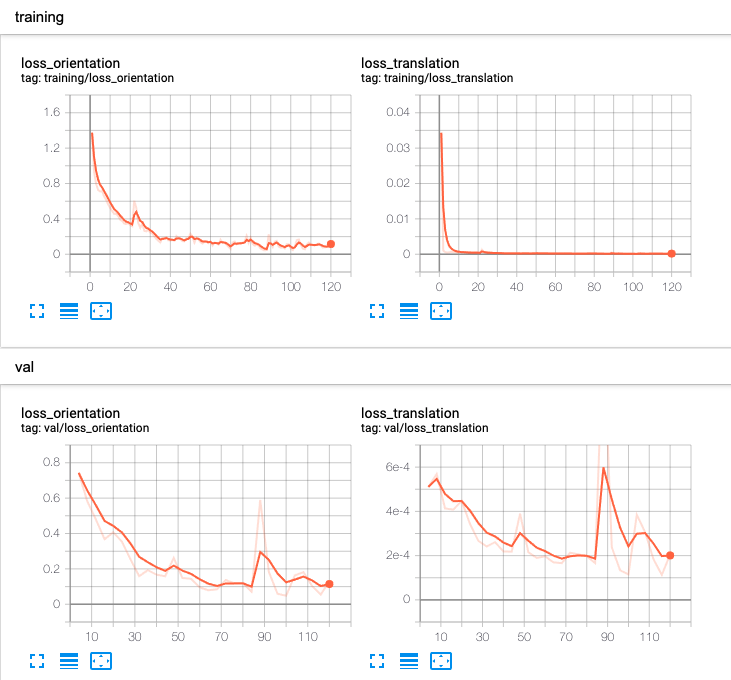 training
loss_orientation
tag: training/loss_orientation
1.6
1.2
0.8
0.4
0
0 20 40 60 80 100 120
loss_translation
tag: training/loss_translation
0.04
0.03
0.02
0.01
0
0 20 40 60 80 100 120
val
loss_orientation
tag: val/loss_orientation
0.8
0.6
0.4
0.2
0
10 30 50 70 90 110
loss_translation
tag: val/loss_translation
6e-4
4e-4
2e-4
0
10 30 50 70 90 110